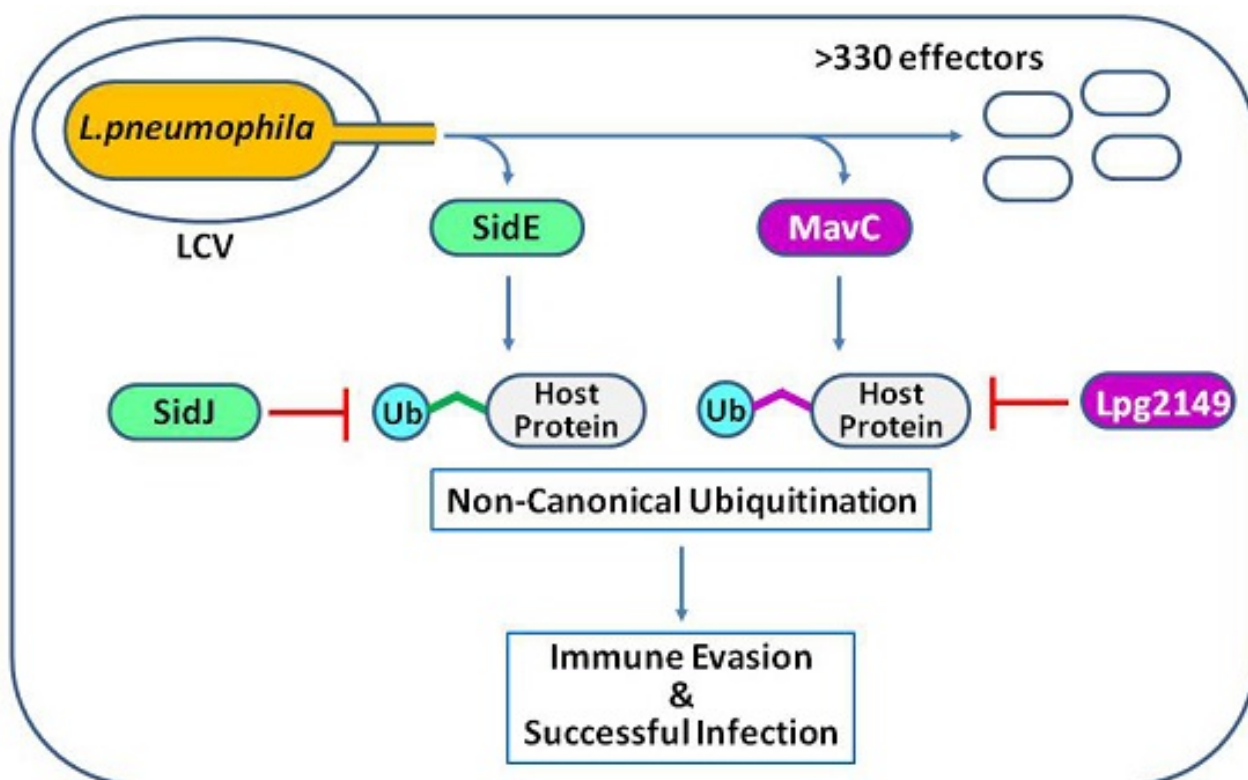 >330 effectors
L.pneumophila
LCV
SidE
MavC
SidJ
Ub
Host
Protein
Ub
Host
Protein
Lpg2149
Non-Canonical Ubiquitination
Immune Evasion
&
Successful Infection